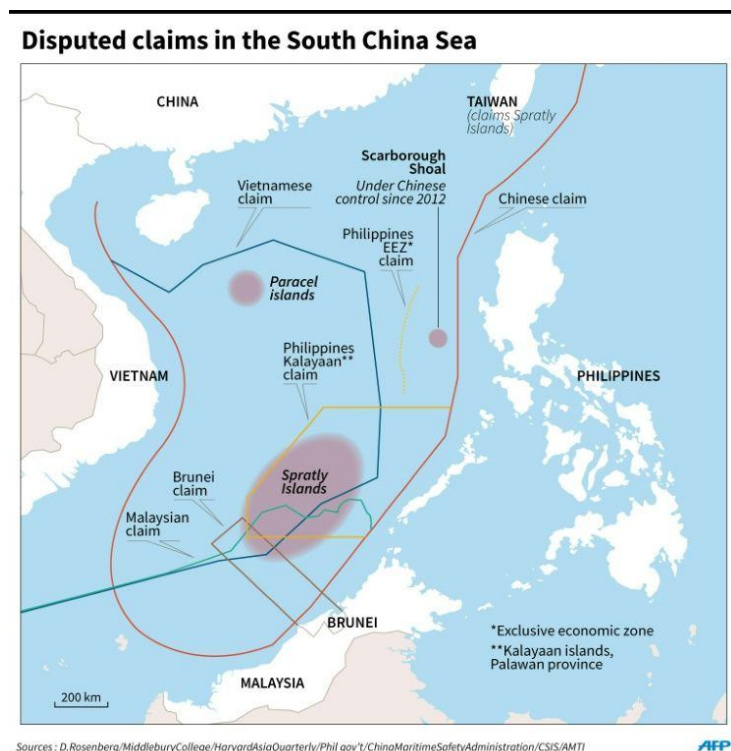 Disputed claims in the South China Sea
CHINA
TAIWAN
(claims Spratly
Islands)
Scarborough
Shoal
Under Chinese
control since 2012
Vietnamese
claim
Chinese claim
Philippines
EEZ*
claim
Paracel
islands
Philippines
Kalayaan**
claim
VIETNAM
PHILIPPINES
Spratly
Islands
Brunei
claim
Malaysian
claim
BRUNEI
*Exclusive economic zone
**Kalayaan islands,
Palawan province
MALAYSIA
200 km
Sources : D.Rosenberg/MiddleburyCollege/HarvardAsiaQuarterly/Phil gov't/ChinaMaritimeSafetyAdministration/CSIS/AMTI
AFP